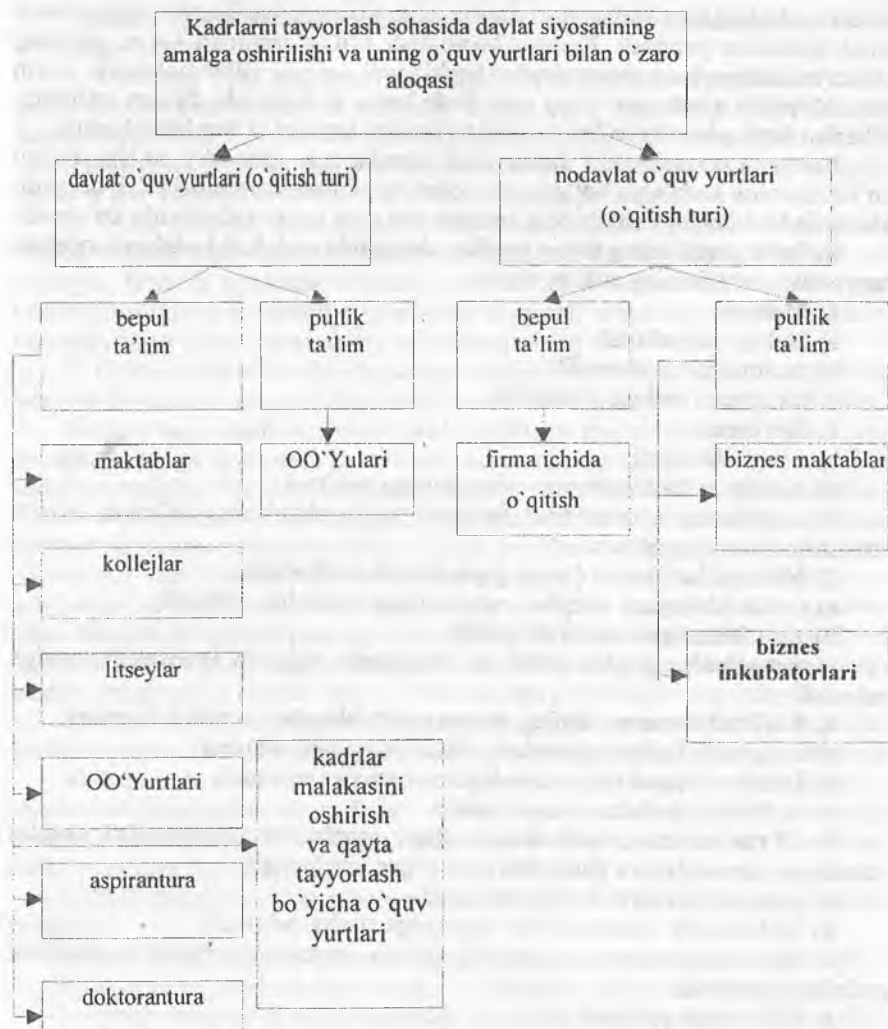 Kadrlarni tayyorlash sohasida davlat siyosatining
amalga oshirilishi va uning o`quv yurtlari bilan o`zaro
aloqasi
davlat o`quv yurtlari (o`qitish turi)
nodavlat o`quv yurtlari
(o`qitish turi)
bepul
ta’lim
pullik
ta’lim
bepul
ta’lim
pullik
ta’lim
maktablar
OO`Yulari
firma ichida
o`qitish
biznes maktablar
kollejlar
litseylar
biznes
inkubatorlari
OO‘Yurtlari
kadrlar
malakasini
oshirish
va qayta
tayyorlash
bo`yicha o`quv
yurtlari
aspirantura
doktorantura